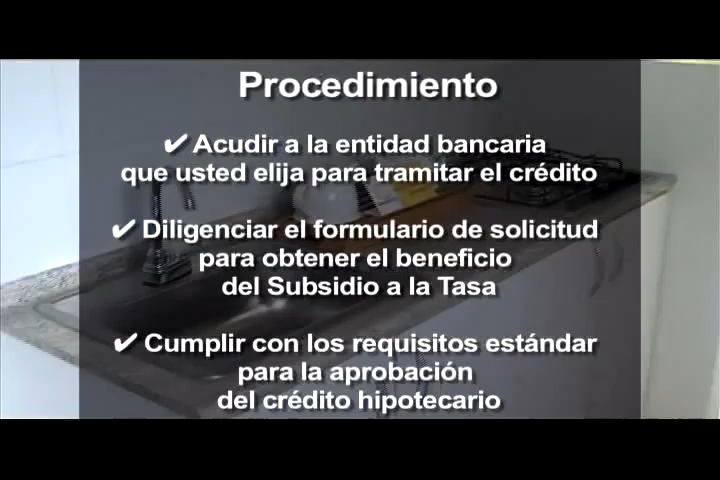 Procedimiento
✔ Acudir a la entidad bancaria
que usted elija para tramitar el crédito
✔ Diligenciar el formulario de solicitud
para obtener el beneficio
del Subsidio a la Tasa
✔ Cumplir con los requisitos estándar
para la aprobación
del crédito hipotecario